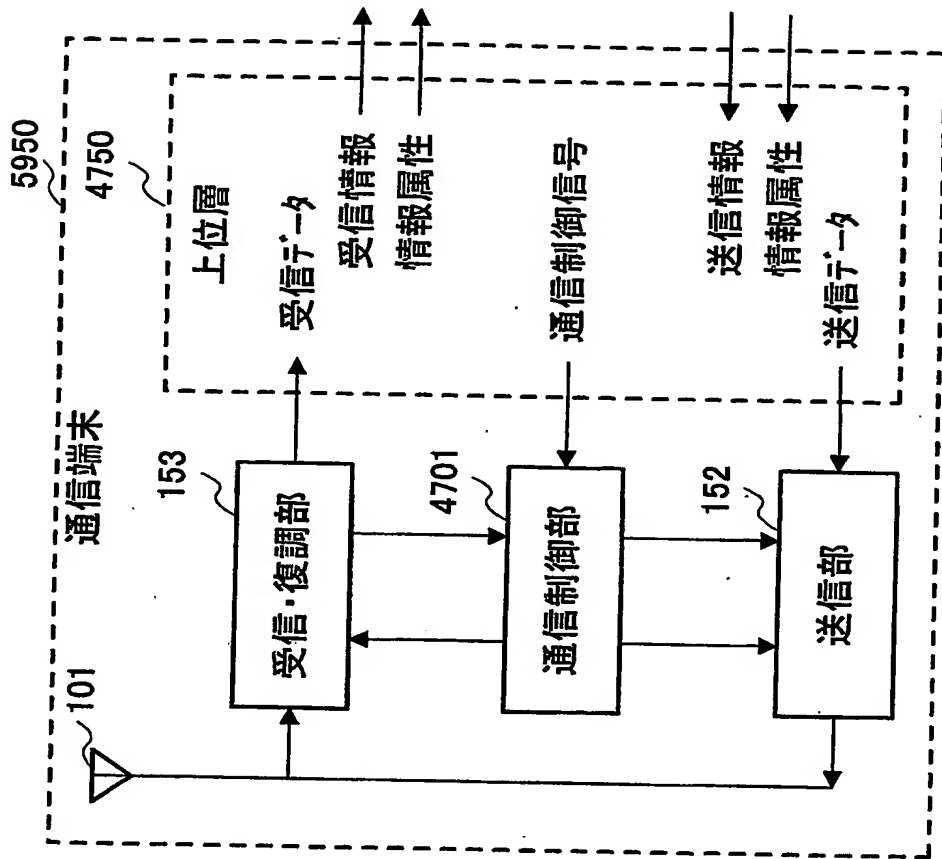 5950
4750
通信端末
上位層
101
153
受信・復調部
受信データ
受信情報
情報属性
4701
通信制御部
通信制御信号
152
送信部
送信情報
情報属性
送信データ